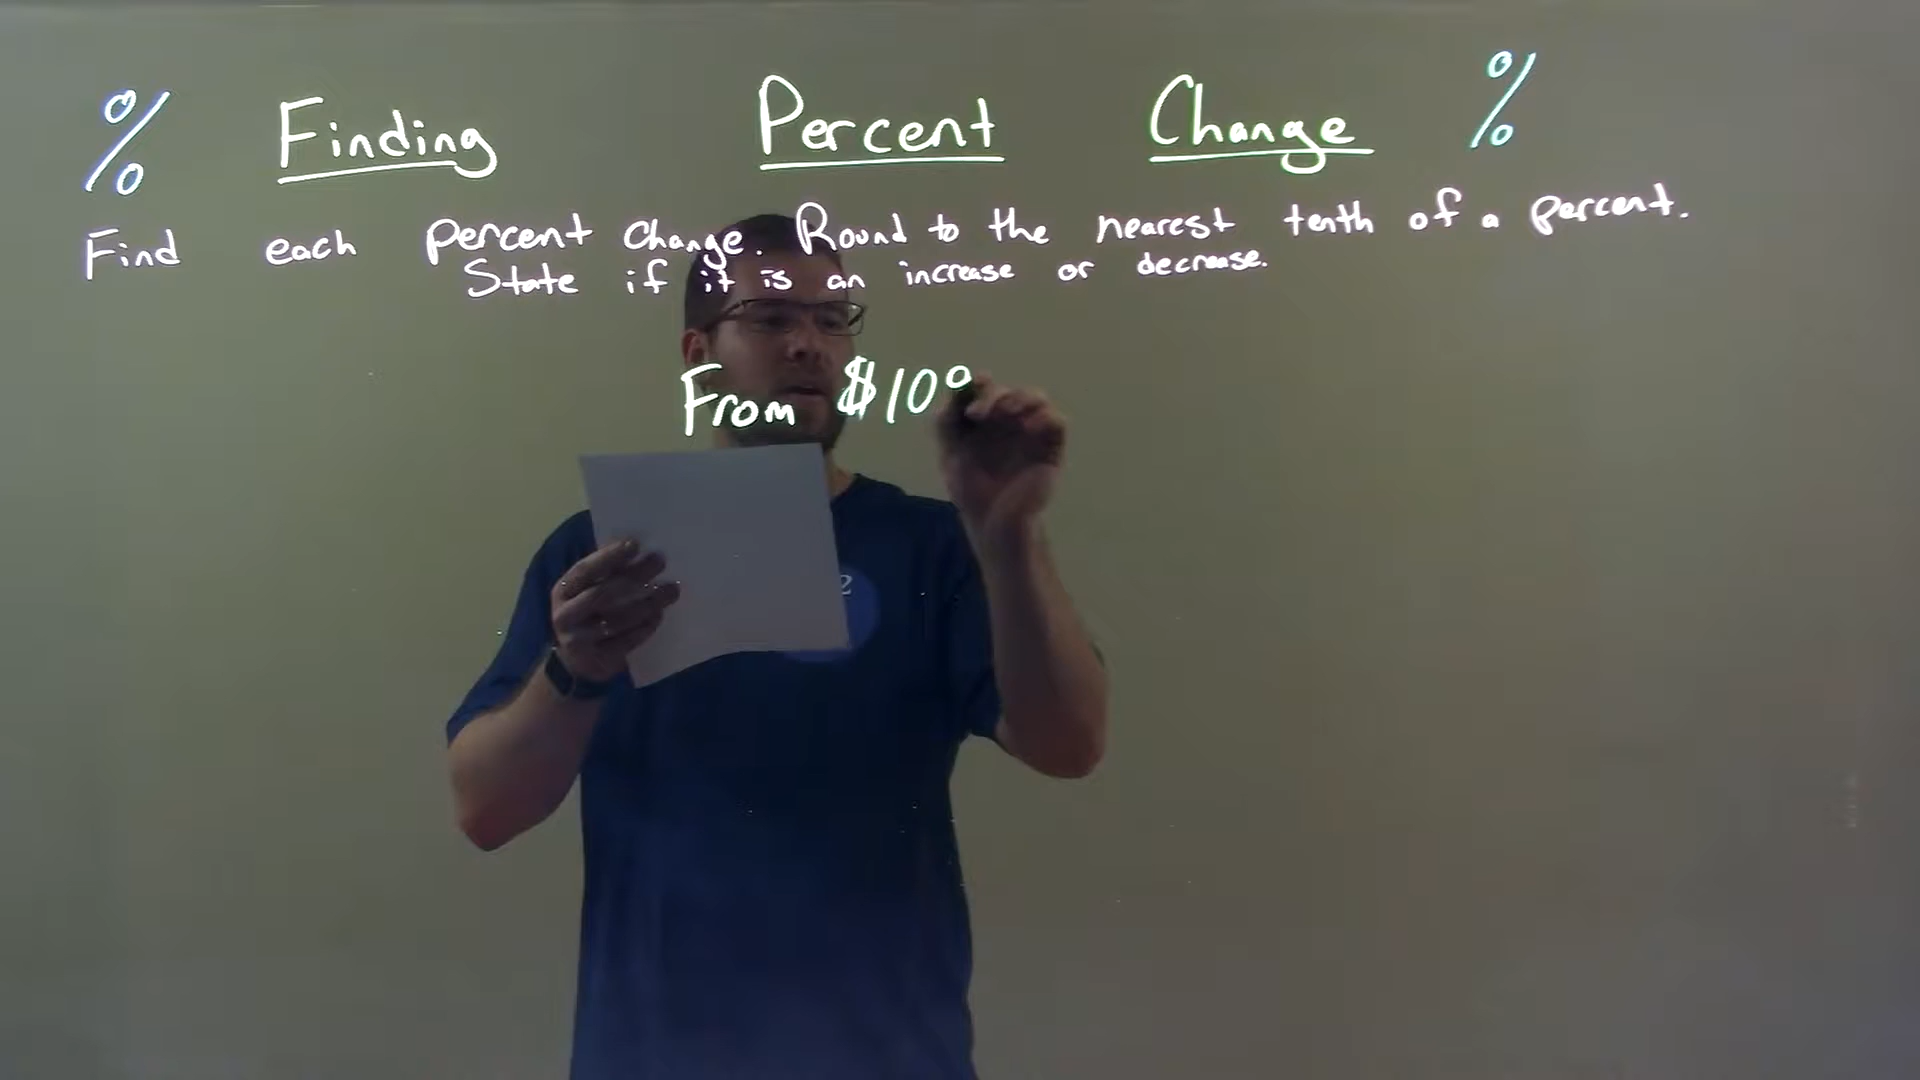 % Finding Percent Change %
Find each percent change. Round to the nearest tenth of a percent.
State if it is an increase or decrease.
From $10⁰